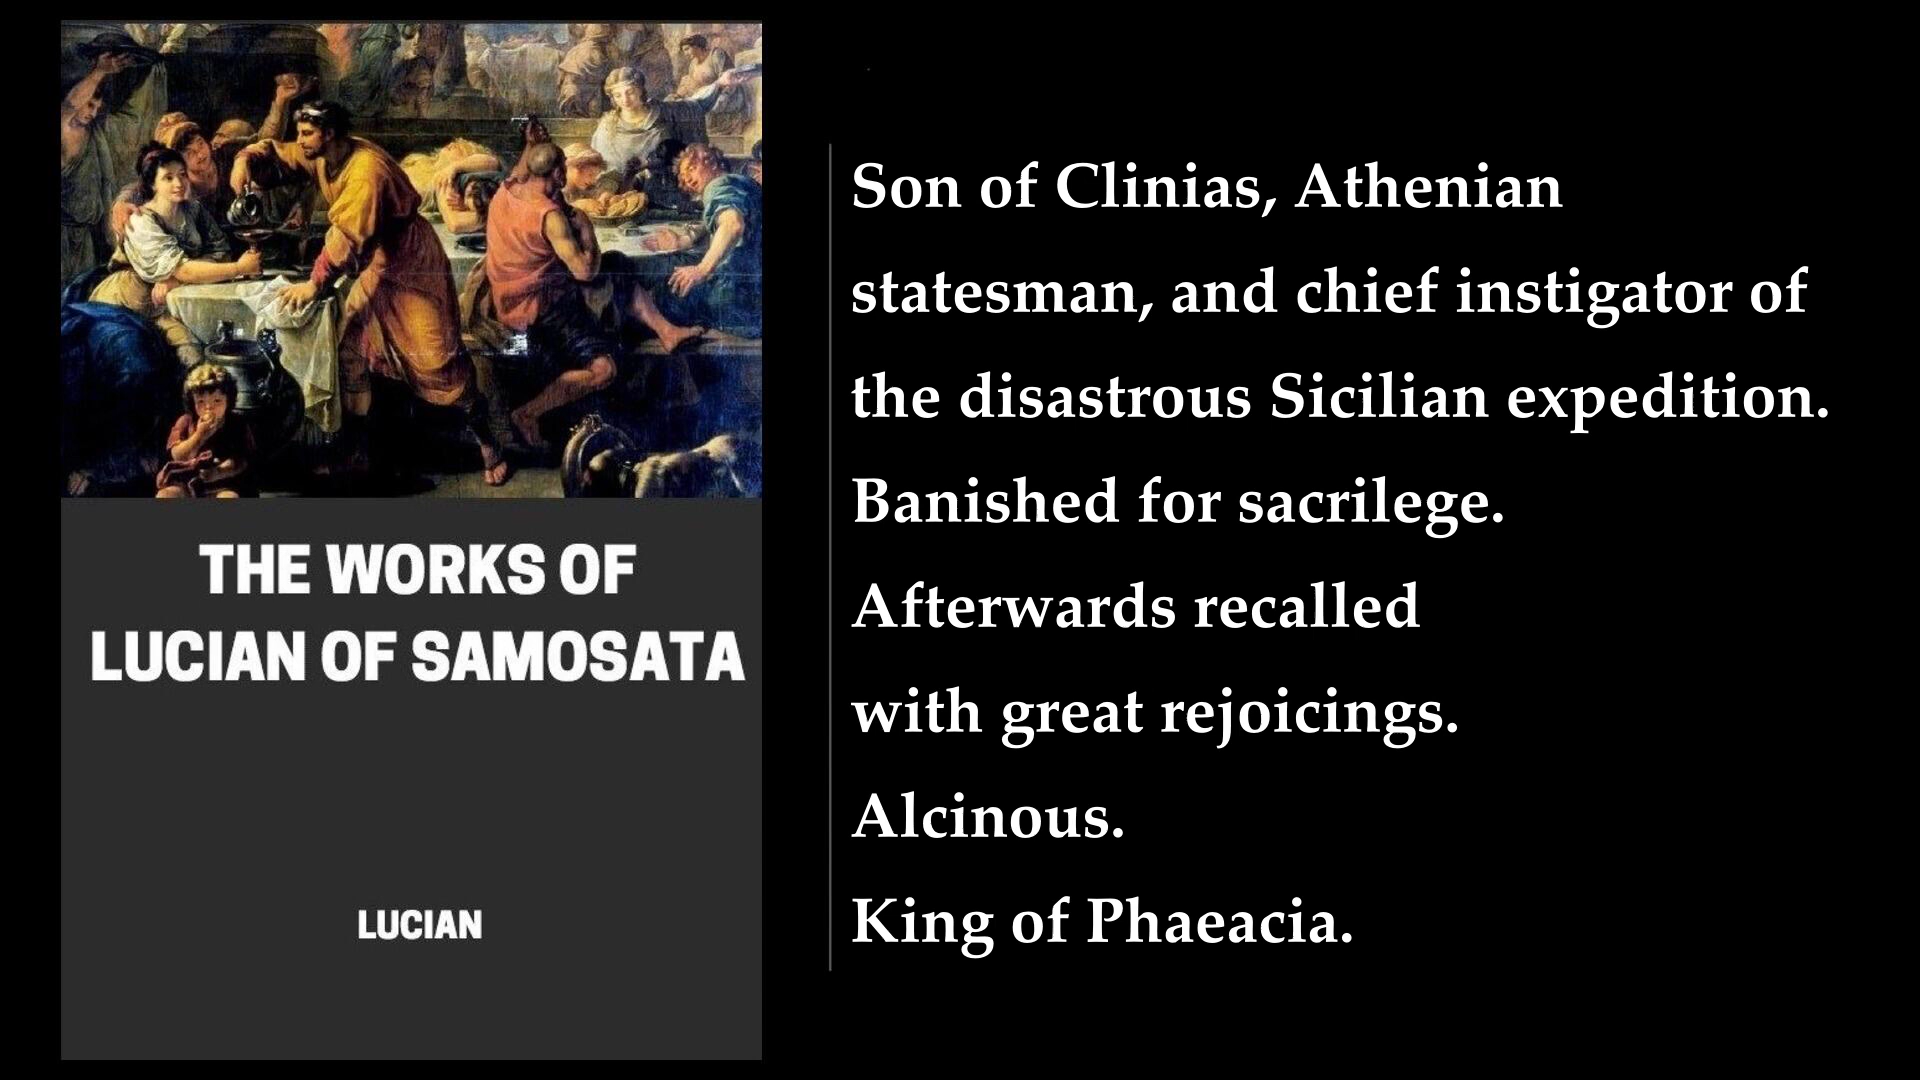 THE WORKS OF
LUCIAN OF SAMOSATA
LUCIAN
Son of Clinias, Athenian
statesman, and chief instigator of
the disastrous Sicilian expedition.
Banished for sacrilege.
Afterwards recalled
with great rejoicings.
Alcinous.
King of Phaeacia.